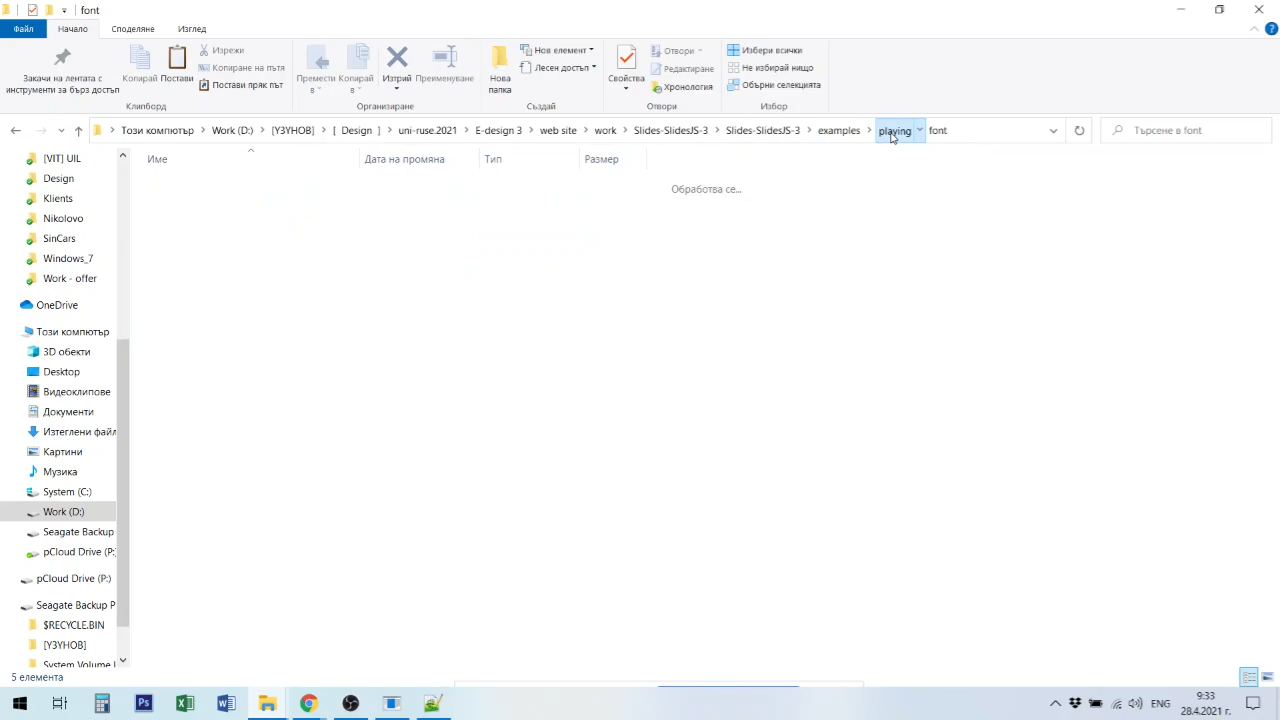 font
Файл Начало Споделяне Изглед
Закачи на лентата с инструменти за бърз достъп
Копирай
Постави
Изрежи
Копиране на пътя
Постави пряк път
Клипборд
Премести в
Копирай в
Изтрий
Преименуване
Организиране
Нова папка
Нов елемент
Лесен достъп
Създай
Свойства
Отвори
Редактиране
Хронология
Отвори
Избери всички
Не избирай нищо
Обърни селекцията
Избор
Този компютър > Work (D:) > [УЗУНОВ] > [ Design ] > uni-ruse.2021 > E-design 3 > web site > work > Slides-SlidesJS-3 > Slides-SlidesJS-3 > examples > playing font
Търсене в font
Име Дата на промяна Тип Размер
Обработва се...
[VIT] UIL
Design
Klients
Nikolovo
SinCars
Windows_7
Work - offer
OneDrive
Този компютър
3D обекти
Desktop
Видеоклипове
Документи
Изтеглени файл
Картини
Музика
System (C:)
Work (D:)
Seagate Backup
pCloud Drive (P:
pCloud Drive (P:)
Seagate Backup P
$RECYCLE.BIN
[УЗУНОВ]
System Volume I
5 елемента
Ps
ENG
9:33
28.4.2021 г.